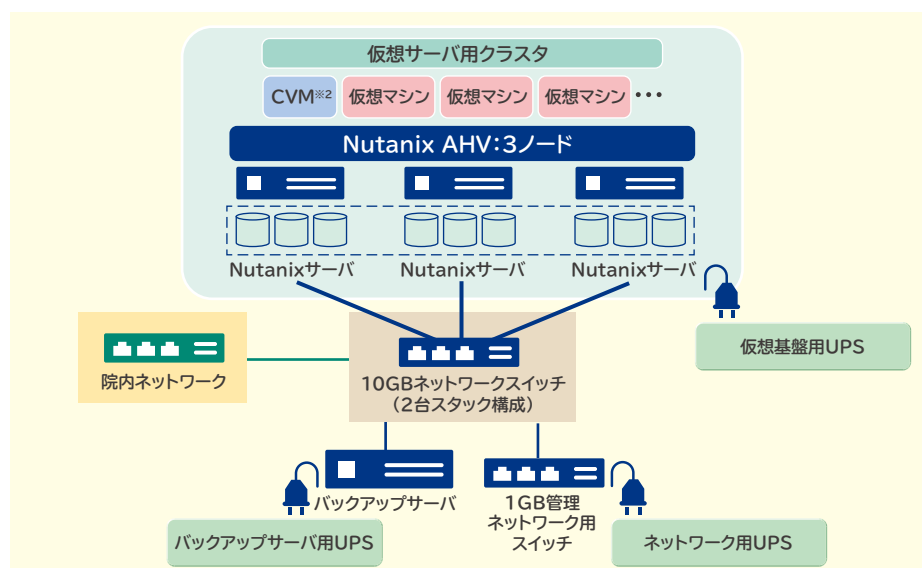 仮想サーバ用クラスタ
CVM※2
仮想マシン
仮想マシン
仮想マシン
･･･
Nutanix AHV：3ノード
Nutanixサーバ
Nutanixサーバ
Nutanixサーバ
仮想基盤用UPS
院内ネットワーク
10GBネットワークスイッチ
（2台スタック構成）
バックアップサーバ
1GB管理
ネットワーク用
スイッチ
バックアップサーバ用UPS
ネットワーク用UPS